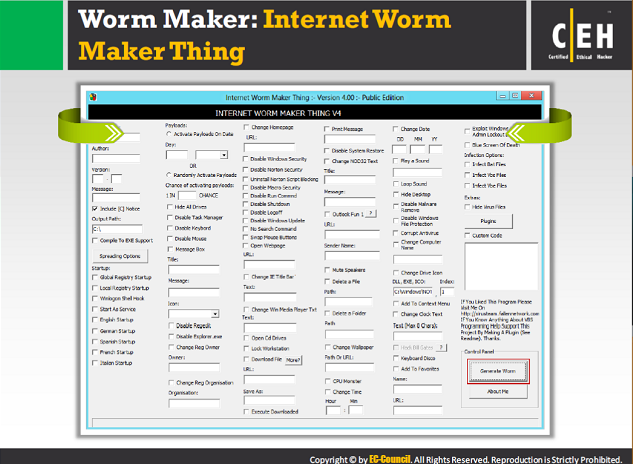 Worm Maker: Internet Worm
Maker Thing
C|EH
Certified Ethical Hacker
Internet Worm Maker Thing :- Version 4.00 :- Public Edition
INTERNET WORM MAKER THING V4
Author:
Version:
Message:
Include [C] Notice
Output Path:
C:\
Compile To EXE Support
Spreading Options
Startup:
Global Registry Startup
Local Registry Startup
Winlogon Shell Hook
Start As Service
English Startup
German Startup
Spanish Startup
French Startup
Italian Startup
Payloads:
Activate Payloads On Date
Day:
OR
Randomly Activate Payloads
Chance of activating payloads:
1 IN CHANCE
Hide All Drives
Disable Task Manager
Disable Keybord
Disable Mouse
Message Box
Title:
Message:
Icon:
Disable Regedit
Disable Explorer.exe
Change Reg Owner
Owner:
Change Reg Organisation
Organisation:
Change Homepage
URL:
Disable Windows Security
Disable Norton Security
Uninstall Norton Script Blocking
Disable Macro Security
Disable Run Commnd
Disable Shutdown
Disable Logoff
Disable Windows Update
No Search Command
Swap Mouse Buttons
Open Webpage
URL:
Change IE Title Bar
Text:
Change Win Media Player Txt
Text:
Open Cd Drives
Lock Workstation
Download File More?
URL:
Save As:
Execute Downloaded
Print Message
Disable System Restore
Change NOD32 Text
Title:
Message:
Outlook Fun 1 ?
URL:
Sender Name:
Mute Speakers
Delete a File
Path:
Delete a Folder
Path
Change Wallpaper
Path Or URL:
CPU Monster
Change Time
Hour Min
:
Change Date
DD MM YY
Play a Sound
Loop Sound
Hide Desktop
Disable Malware
Remove
Disable Windows
File Protection
Corrupt Antivirus
Change Computer
Name
Change Drive Icon
DLL, EXE, ICO: Index:
C:\Windows\NOT 1
Add To Context Menu
Change Clock Text
Text (Max 8 Chars):
Hack Bill Gates ?
Keyboard Disco
Add To Favorites
Name:
URL:
Exploit Windows
Admin Lockout
Blue Screen Of Death
Infection Options:
Infect Bat Files
Infect Vbs Files
Infect Vbe Files
Extras:
Hide Virus Files
Plugins
Custom Code
If You Liked This Program Please
Visit Me On
http://virusteam.fallennetwork.com
If You Know Anything About VBS
Programming Help Support This
Project By Making A Plugin (See
Readme). Thanks.
Control Panel
Generate Worm
About Me
Copyright © by EC-Council. All Rights Reserved. Reproduction is Strictly Prohibited.